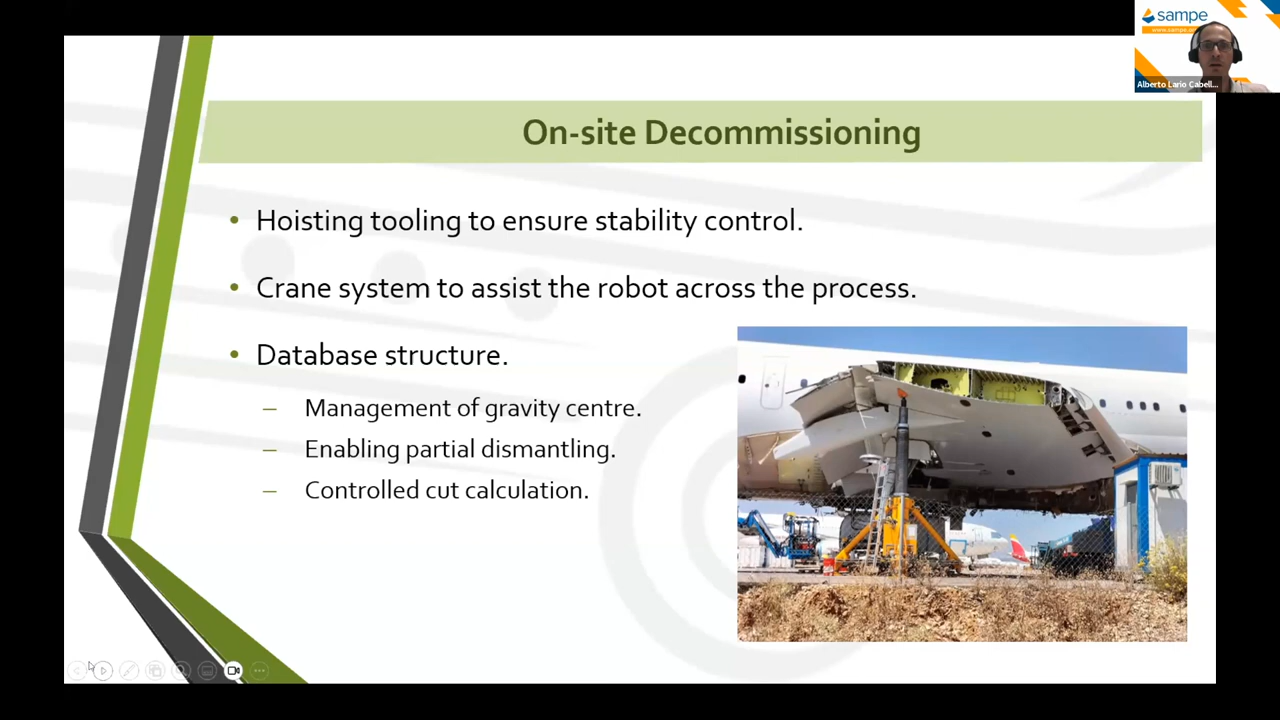 sampe
Alberto Lario Cabell...
On-site Decommissioning
• Hoisting tooling to ensure stability control.
• Crane system to assist the robot across the process.
• Database structure.
– Management of gravity centre.
– Enabling partial dismantling.
– Controlled cut calculation.